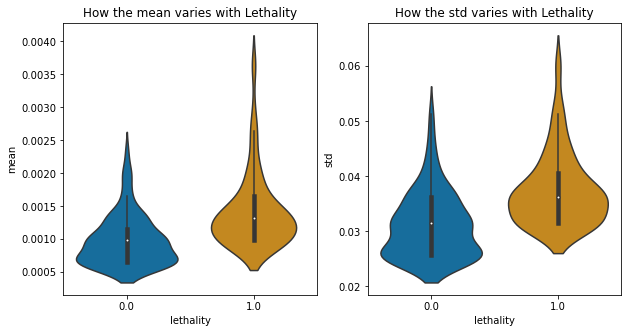 How the mean varies with Lethality
0.0040
0.0035
0.0030
0.0025
0.0020
0.0015
0.0010
0.0005
mean
0.0
1.0
lethality
How the std varies with Lethality
0.06
0.05
0.04
0.03
0.02
std
0.0
1.0
lethality